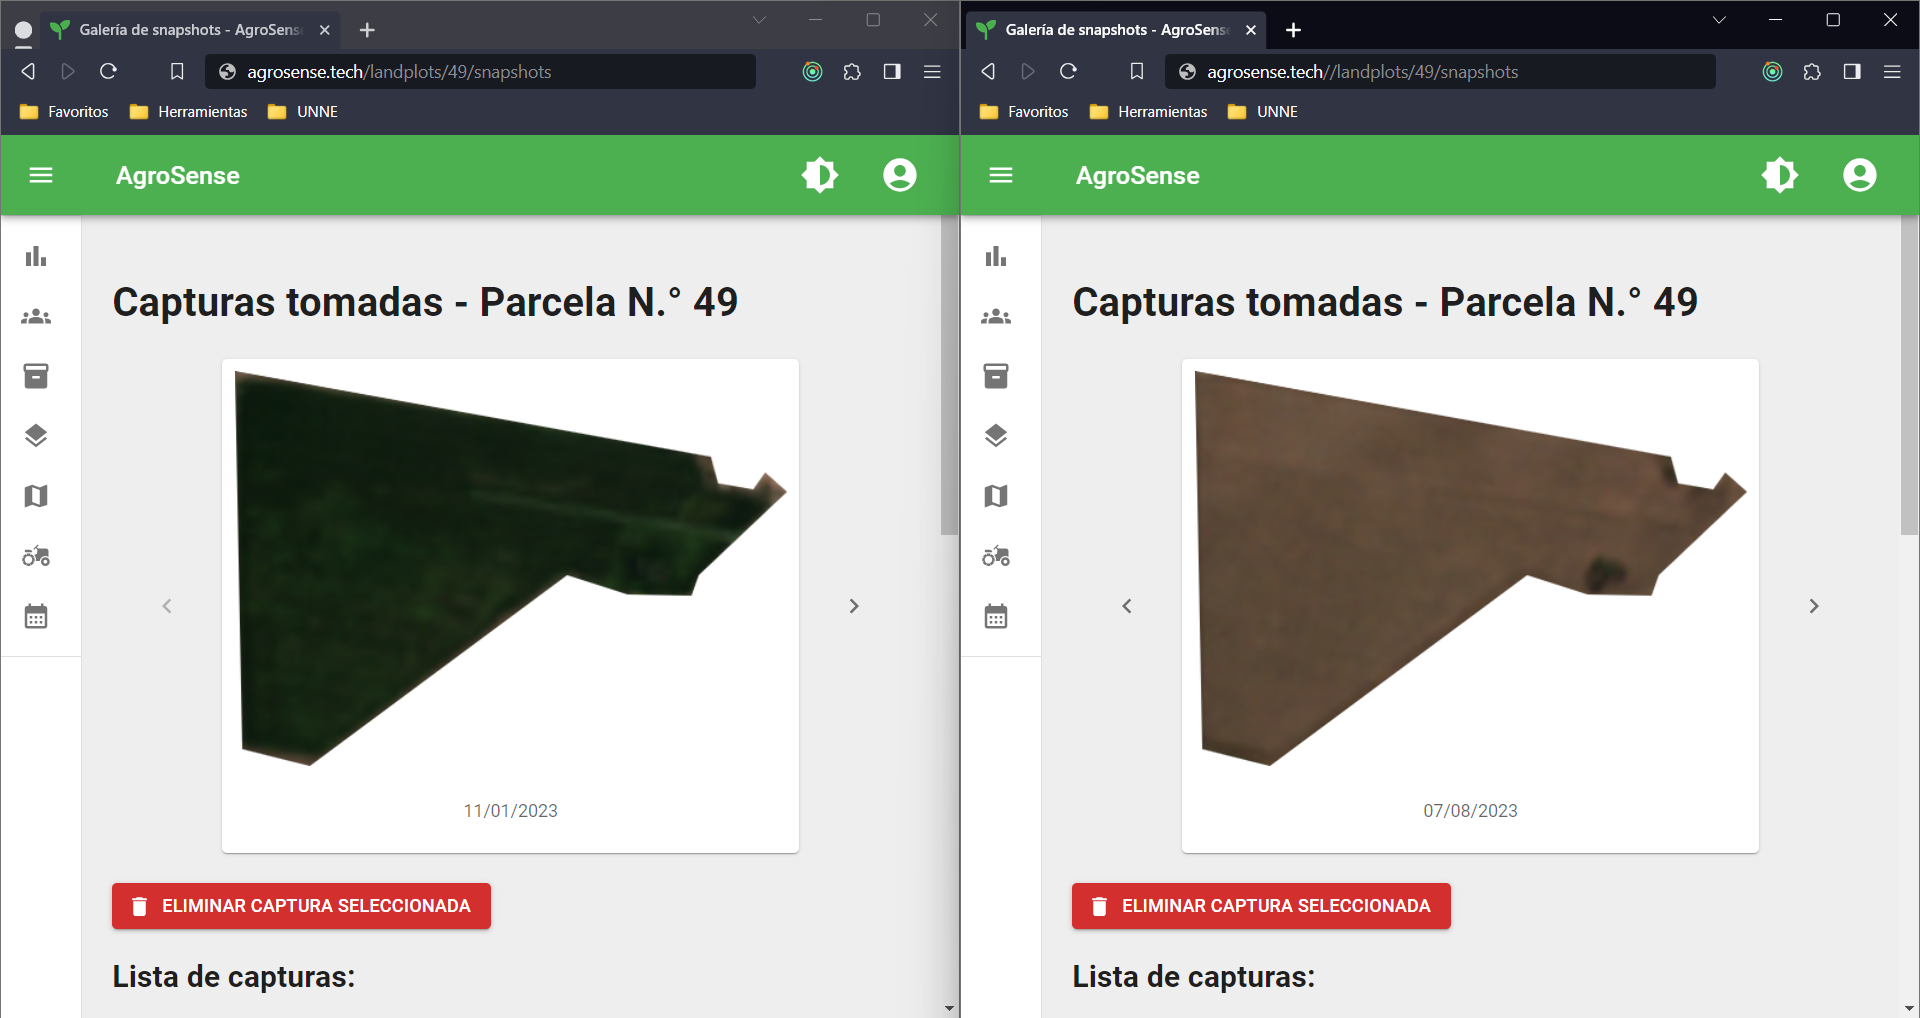 Galería de snapshots - AgroSens
agrosense.tech/landplots/49/snapshots
Favoritos Herramientas UNNE
AgroSense
Capturas tomadas - Parcela N.° 49
11/01/2023
ELIMINAR CAPTURA SELECCIONADA
Lista de capturas:
Galería de snapshots - AgroSens
agrosense.tech//landplots/49/snapshots
Favoritos Herramientas UNNE
AgroSense
Capturas tomadas - Parcela N.° 49
07/08/2023
ELIMINAR CAPTURA SELECCIONADA
Lista de capturas: